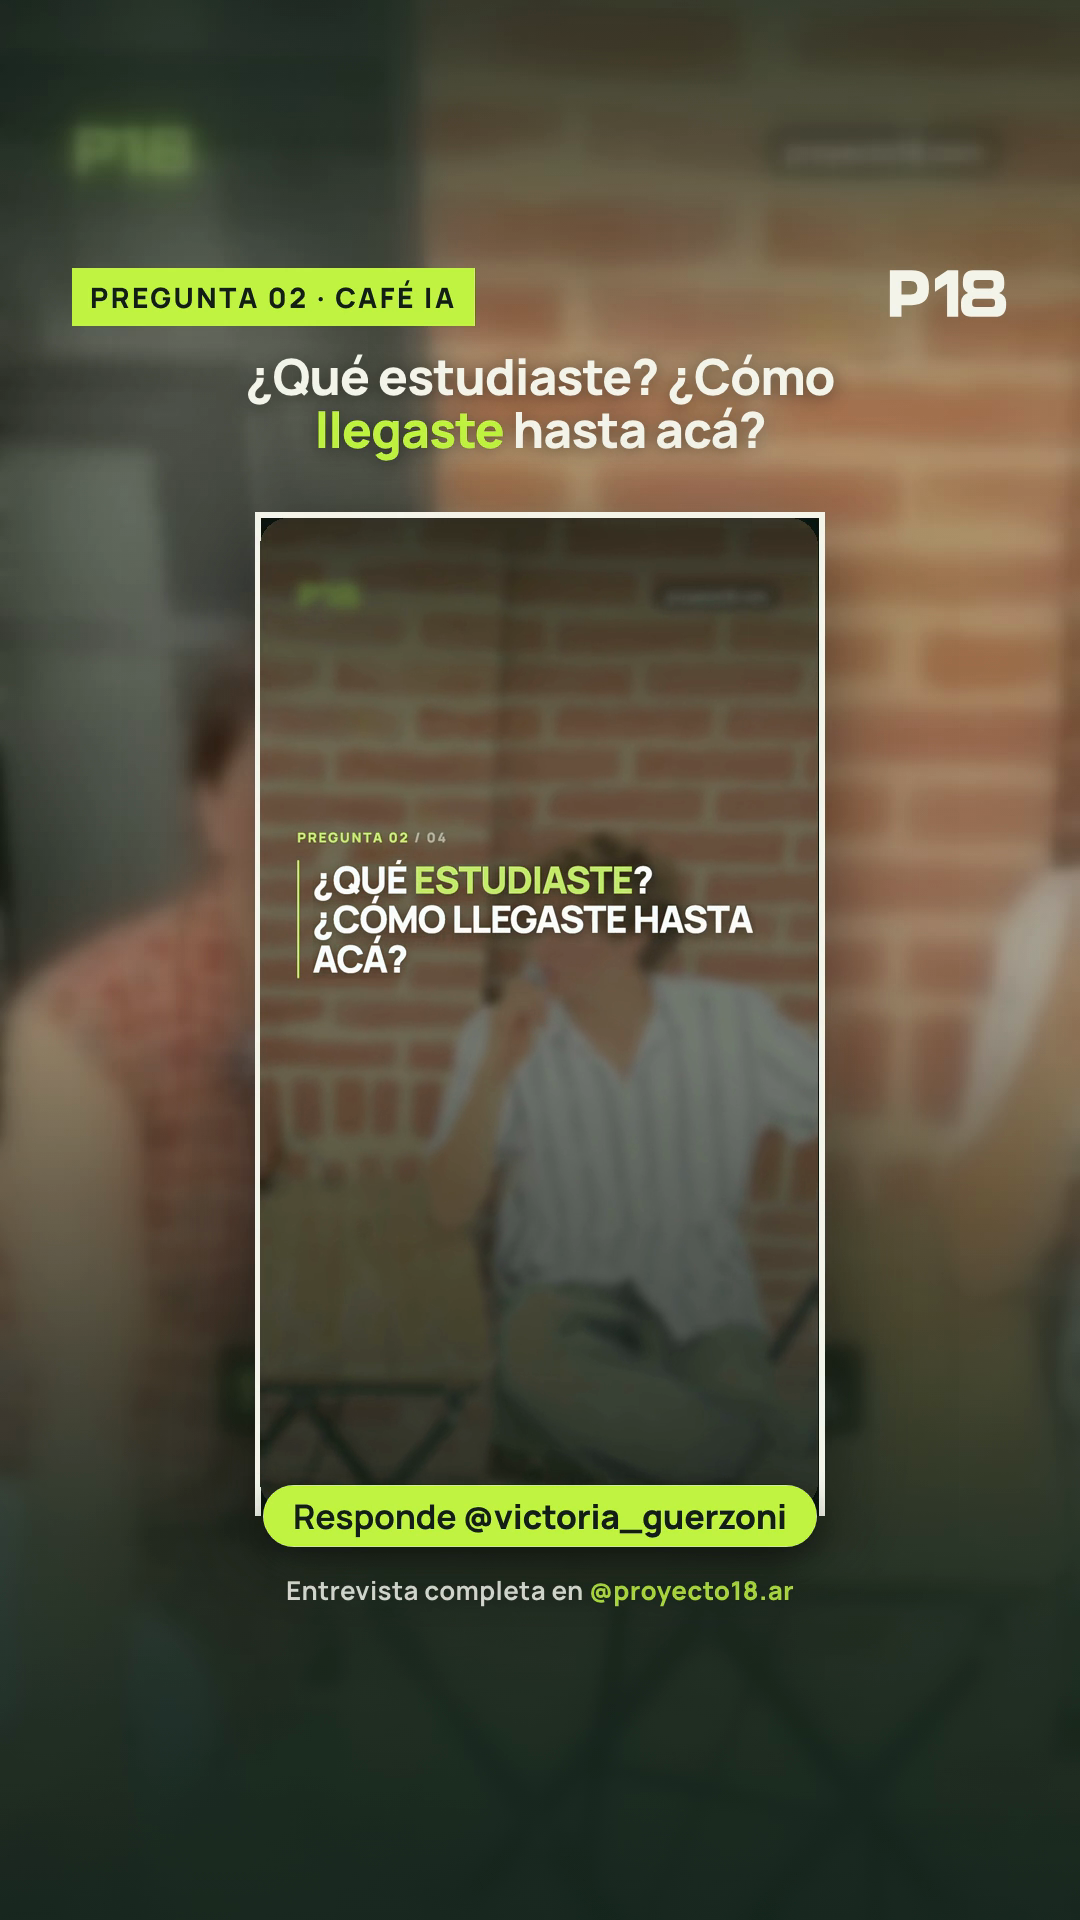 PREGUNTA 02 · CAFÉ IA
P18
¿Qué estudiaste? ¿Cómo
llegaste hasta acá?
P18
PREGUNTA 02 / 04
¿QUÉ ESTUDIASTE?
¿CÓMO LLEGASTE HASTA
ACÁ?
Responde @victoria_guerzoni
Entrevista completa en @proyecto18.ar